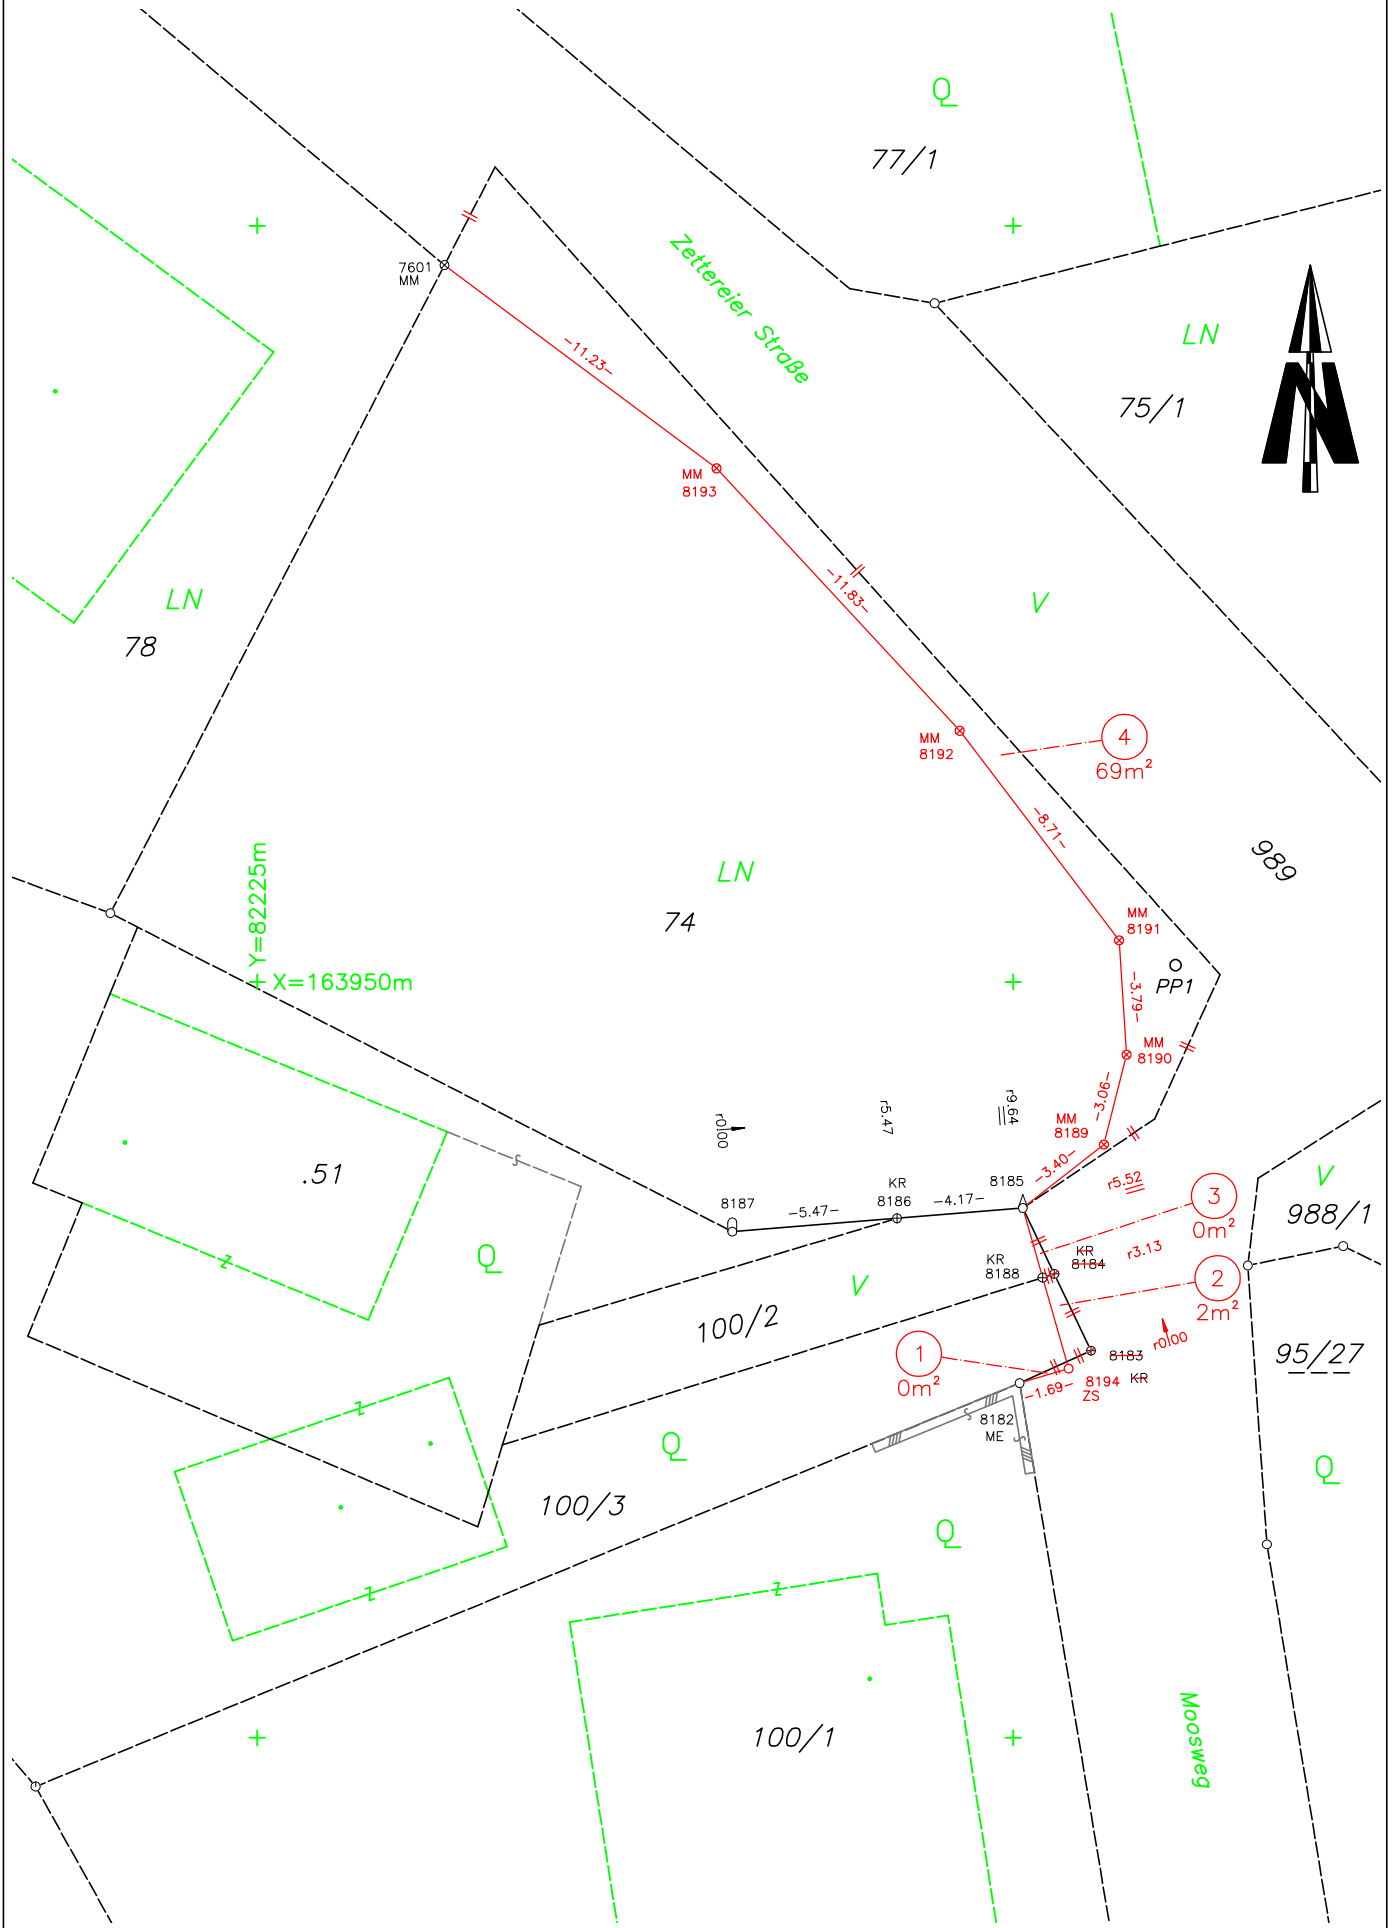 Q
77/1
Zettereier Straße
7601
MM
LN
75/1
N
-11.23-
MM
8193
-11.83-
LN
78
V
MM
8192
4
69m²
-8.71-
989
LN
74
Y=82225m
X=163950m
MM
8191
PP1
-3.79-
MM
8190
-3.06-
r0.00
r5.47
r9.64
MM
8189
-3.40-
.51
8187
-5.47-
KR
8186
-4.17-
8185
r5.52
3
0m²
V
988/1
Q
z
V
KR
8188
KR
8184
r3.13
2
2m²
100/2
1
0m²
8183
KR
r0.00
95/27
-1.69-
8194
ZS
8182
ME
z
Q
100/3
Q
Q
z
z
100/1
Moosweg